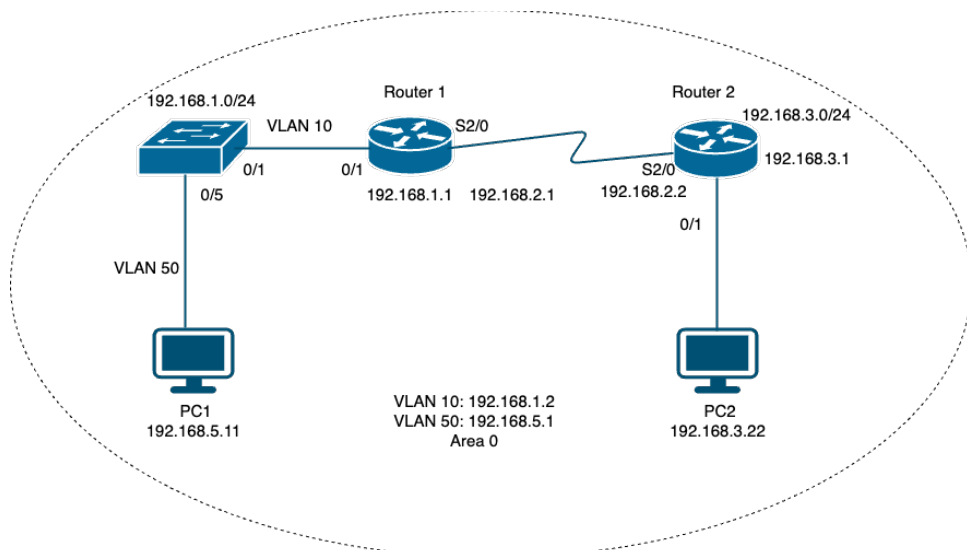 Router 1
Router 2
192.168.1.0/24
192.168.3.0/24
VLAN 10
S2/0
192.168.3.1
0/1
0/1
S2/0
0/5
192.168.1.1
192.168.2.1
192.168.2.2
0/1
VLAN 50
VLAN 10: 192.168.1.2
VLAN 50: 192.168.5.1
Area 0
PC1
192.168.5.11
PC2
192.168.3.22